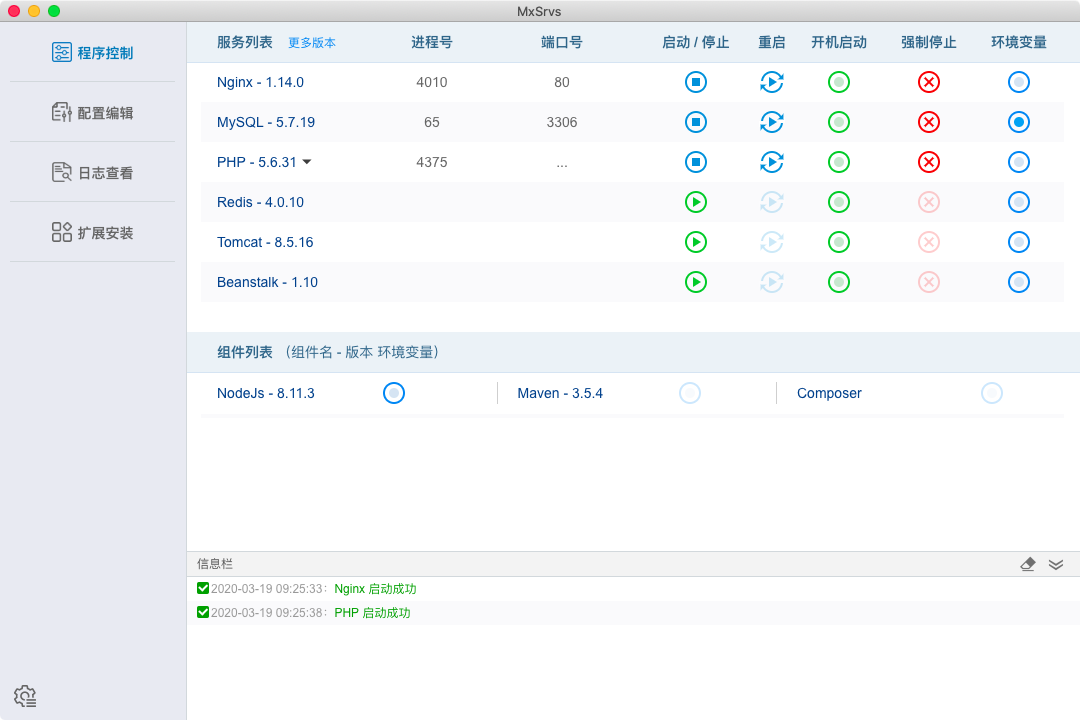 MxSrvs
程序控制
配置编辑
日志查看
扩展安装
服务列表 更多版本 进程号 端口号 启动 / 停止 重启 开机启动 强制停止 环境变量
Nginx - 1.14.0 4010 80
MySQL - 5.7.19 65 3306
PHP - 5.6.31 4375 ...
Redis - 4.0.10
Tomcat - 8.5.16
Beanstalk - 1.10
组件列表 （组件名 - 版本 环境变量）
NodeJs - 8.11.3 Maven - 3.5.4 Composer
信息栏
2020-03-19 09:25:33： Nginx 启动成功
2020-03-19 09:25:38： PHP 启动成功